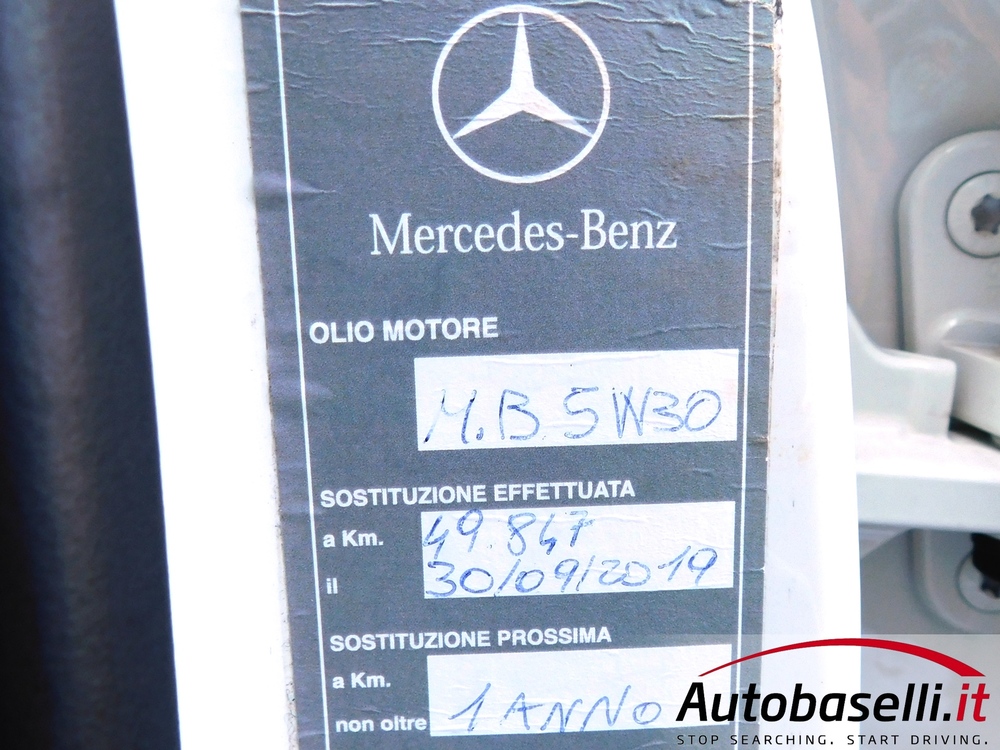 Mercedes-Benz
OLIO MOTORE
M.B 5W30
SOSTITUZIONE EFFETTUATA
a Km. 49.847
il 30/09/2019
SOSTITUZIONE PROSSIMA
a Km.
non oltre 1 ANNO
Autobaselli.it
STOP SEARCHING. START DRIVING.